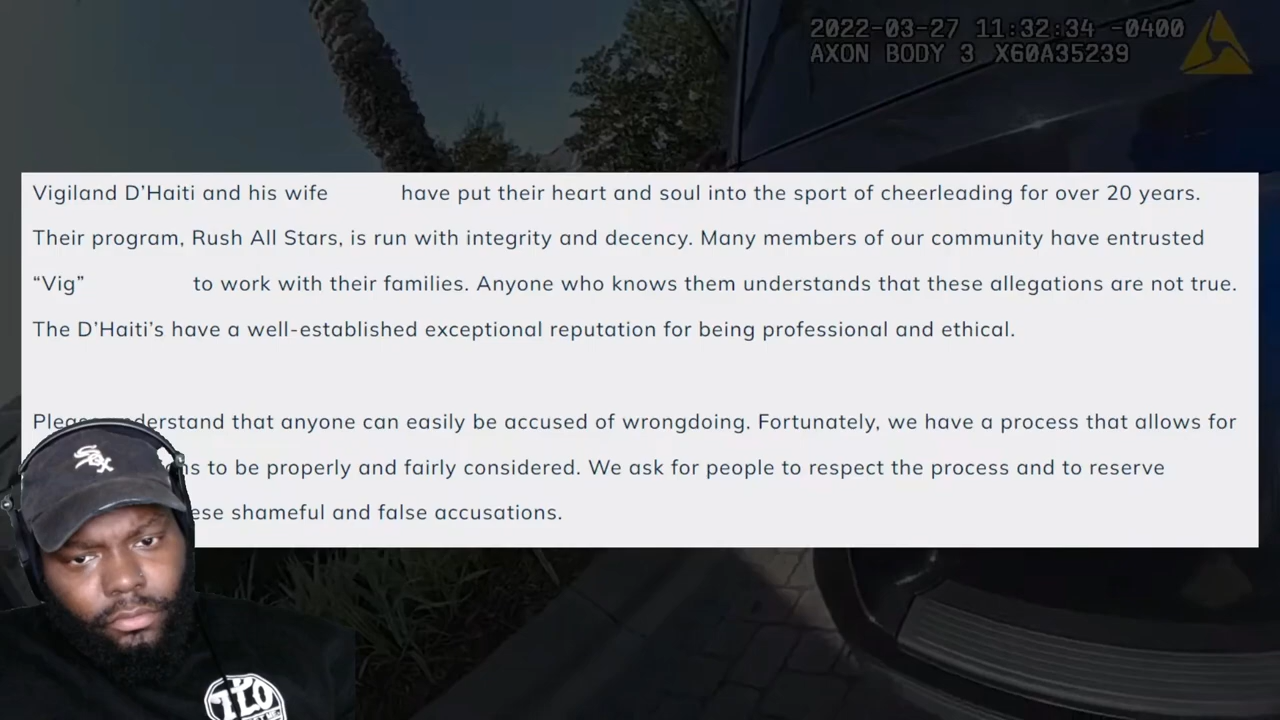 2022-03-27 11:32:34 -0400
AXON BODY 3 X60A35239
Vigiland D'Haiti and his wife have put their heart and soul into the sport of cheerleading for over 20 years.
Their program, Rush All Stars, is run with integrity and decency. Many members of our community have entrusted
“Vig” to work with their families. Anyone who knows them understands that these allegations are not true.
The D'Haiti's have a well-established exceptional reputation for being professional and ethical.
that anyone can easily be accused of wrongdoing. Fortunately, we have a process that allows for
to be properly and fairly considered. We ask for people to respect the process and to reserve
shameful and false accusations.